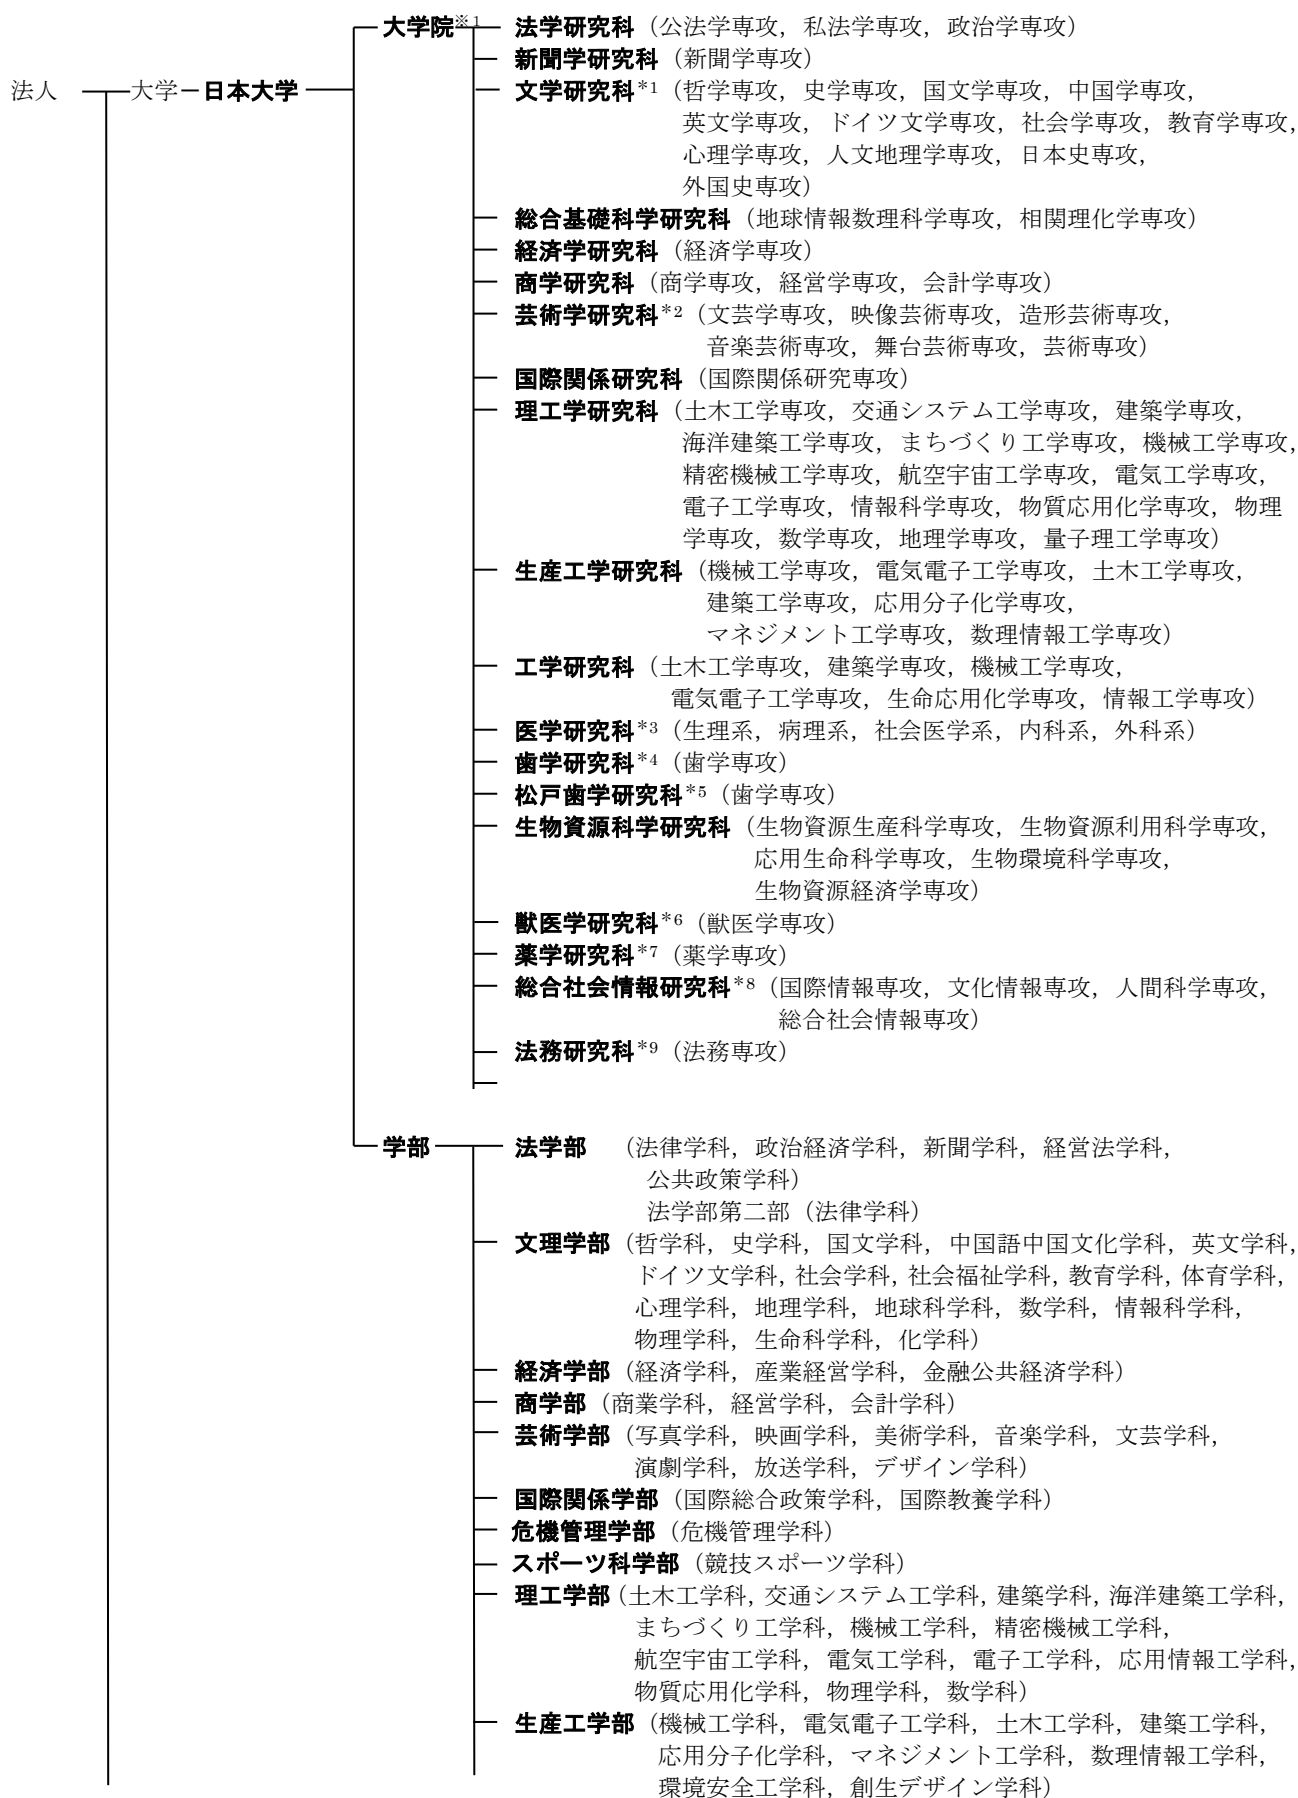 大学院※1 法学研究科（公法学専攻，私法学専攻，政治学専攻）
新聞学研究科（新聞学専攻）
法人 大学 日本大学 文学研究科*1（哲学専攻，史学専攻，国文学専攻，中国学専攻，
英文学専攻，ドイツ文学専攻，社会学専攻，教育学専攻，
心理学専攻，人文地理学専攻，日本史専攻，
外国史専攻）
総合基礎科学研究科（地球情報数理科学専攻，相関理化学専攻）
経済学研究科（経済学専攻）
商学研究科（商学専攻，経営学専攻，会計学専攻）
芸術学研究科*2（文芸学専攻，映像芸術専攻，造形芸術専攻，
音楽芸術専攻，舞台芸術専攻，芸術専攻）
国際関係研究科（国際関係研究専攻）
理工学研究科（土木工学専攻，交通システム工学専攻，建築学専攻，
海洋建築工学専攻，まちづくり工学専攻，機械工学専攻，
精密機械工学専攻，航空宇宙工学専攻，電気工学専攻，
電子工学専攻，情報科学専攻，物質応用化学専攻，物理
学専攻，数学専攻，地理学専攻，量子理工学専攻）
生産工学研究科（機械工学専攻，電気電子工学専攻，土木工学専攻，
建築工学専攻，応用分子化学専攻，
マネジメント工学専攻，数理情報工学専攻）
工学研究科（土木工学専攻，建築学専攻，機械工学専攻，
電気電子工学専攻，生命応用化学専攻，情報工学専攻）
医学研究科*3（生理系，病理系，社会医学系，内科系，外科系）
歯学研究科*4（歯学専攻）
松戸歯学研究科*5（歯学専攻）
生物資源科学研究科（生物資源生産科学専攻，生物資源利用科学専攻，
応用生命科学専攻，生物環境科学専攻，
生物資源経済学専攻）
獣医学研究科*6（獣医学専攻）
薬学研究科*7（薬学専攻）
総合社会情報研究科*8（国際情報専攻，文化情報専攻，人間科学専攻，
総合社会情報専攻）
法務研究科*9（法務専攻）
学部 法学部 （法律学科，政治経済学科，新聞学科，経営法学科，
公共政策学科）
法学部第二部（法律学科）
文理学部（哲学科，史学科，国文学科，中国語中国文化学科，英文学科，
ドイツ文学科，社会学科，社会福祉学科，教育学科，体育学科，
心理学科，地理学科，地球科学科，数学科，情報科学科，
物理学科，生命科学科，化学科）
経済学部（経済学科，産業経営学科，金融公共経済学科）
商学部（商業学科，経営学科，会計学科）
芸術学部（写真学科，映画学科，美術学科，音楽学科，文芸学科，
演劇学科，放送学科，デザイン学科）
国際関係学部（国際総合政策学科，国際教養学科）
危機管理学部（危機管理学科）
スポーツ科学部（競技スポーツ学科）
理工学部（土木工学科，交通システム工学科，建築学科，海洋建築工学科，
まちづくり工学科，機械工学科，精密機械工学科，
航空宇宙工学科，電気工学科，電子工学科，応用情報工学科，
物質応用化学科，物理学科，数学科）
生産工学部（機械工学科，電気電子工学科，土木工学科，建築工学科，
応用分子化学科，マネジメント工学科，数理情報工学科，
環境安全工学科，創生デザイン学科）